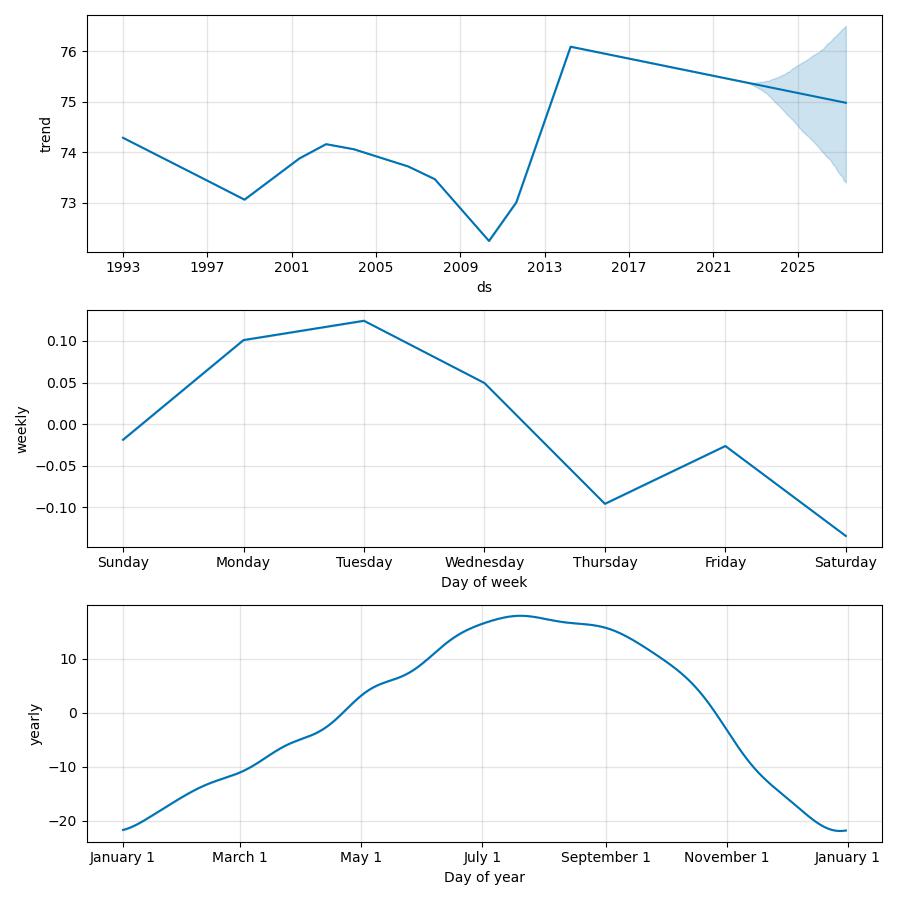 76
75
74
73
trend
1993 1997 2001 2005 2009 2013 2017 2021 2025
ds
0.10
0.05
0.00
−0.05
−0.10
weekly
Sunday Monday Tuesday Wednesday Thursday Friday Saturday
Day of week
10
0
−10
−20
yearly
January 1 March 1 May 1 July 1 September 1 November 1 January 1
Day of year